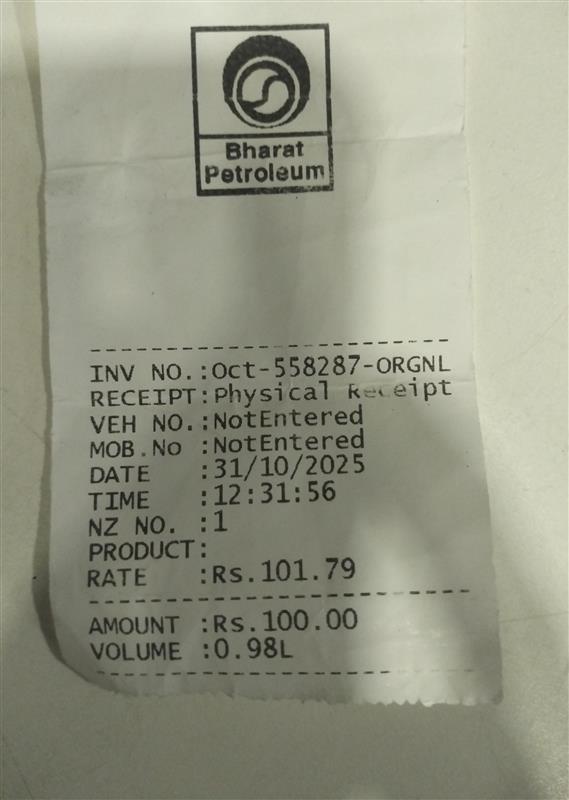 Bharat
Petroleum
INV NO.:Oct-558287-ORGNL
RECEIPT:Physical Receipt
VEH NO.:NotEntered
MOB.No :NotEntered
DATE :31/10/2025
TIME :12:31:56
NZ NO. :1
PRODUCT:
RATE :Rs.101.79
AMOUNT :Rs.100.00
VOLUME :0.98L